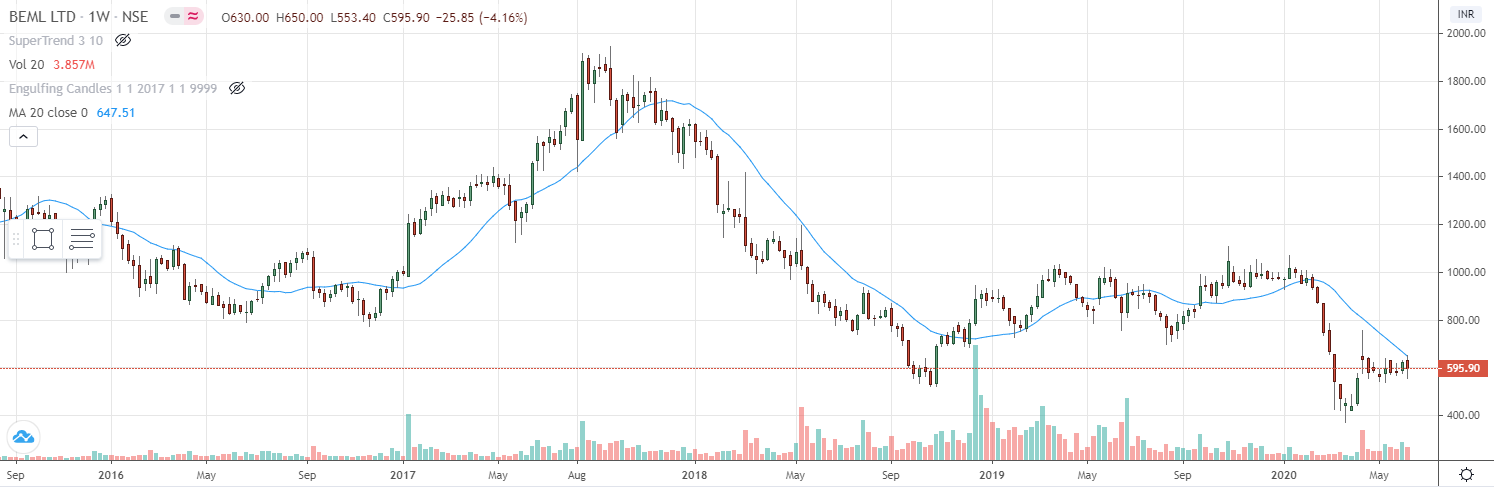 BEML LTD · 1W · NSE O630.00 H650.00 L553.40 C595.90 −25.85 (−4.16%)
INR
SuperTrend 3 10
Vol 20 3.857M
Engulfing Candles 1 1 2017 1 1 9999
MA 20 close 0 647.51
2000.00
1800.00
1600.00
1400.00
1200.00
1000.00
800.00
595.90
400.00
Sep 2016 May Sep 2017 May Aug 2018 May Sep 2019 May Sep 2020 May